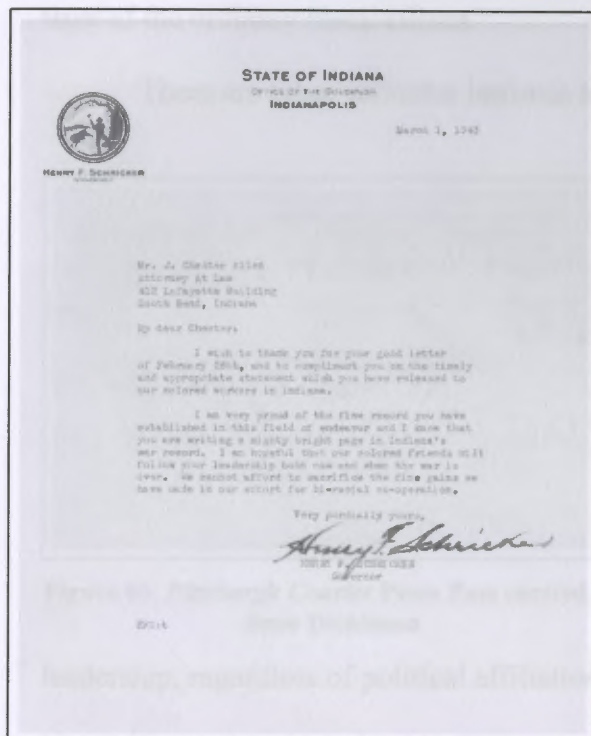 STATE OF INDIANA
OFFICE OF THE GOVERNOR
INDIANAPOLIS
March 1, 1943
HENRY F. SCHRICKER
GOVERNOR
Mr. J. Chester Allen
Attorney At Law
Lafayette Building
South Bend, Indiana
My dear Chester,
I wish to thank you for your good letter
of February 26th, and to compliment you on the timely
and appropriate statement which you have released to
our colored workers in Indiana.
I am very proud of the fine record you have
established in this field of endeavor and I know that
you are writing a mighty bright page in Indiana's
war record. I am hopeful that our colored friends will
follow your leadership both now and when the war is
over. We cannot afford to sacrifice the fine gains we
have made in our effort for bi-racial co-operation.
Very cordially yours,
Henry F. Schricker
HENRY F. SCHRICKER
Governor
leadership, regardless of political affiliation